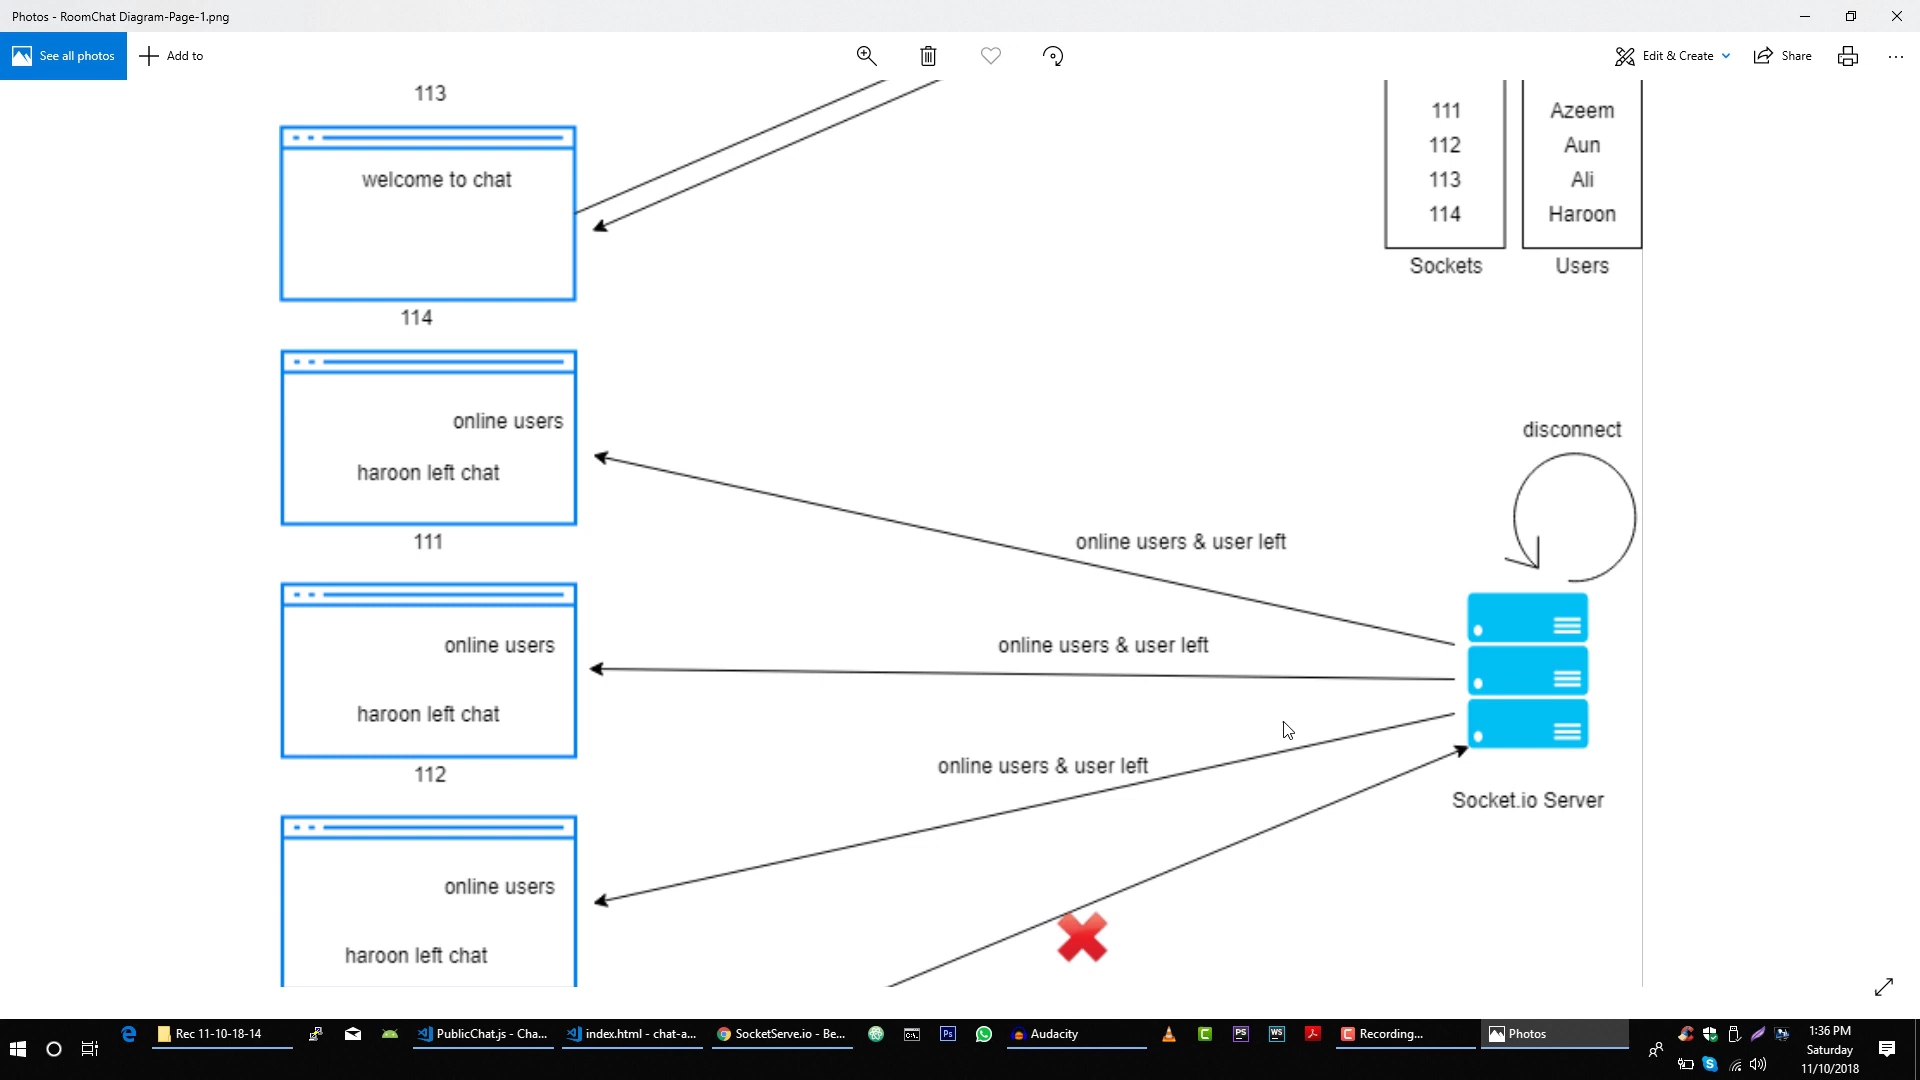 Photos - RoomChat Diagram-Page-1.png
See all photos
Add to
Edit & Create
Share
113
welcome to chat
114
111 Azeem
112 Aun
113 Ali
114 Haroon
Sockets Users
online users
haroon left chat
111
online users & user left
disconnect
online users
haroon left chat
112
online users & user left
online users & user left
Socket.io Server
online users
haroon left chat
Rec 11-10-18-14
PublicChat.js - Cha...
index.html - chat-a...
SocketServe.io - Be...
Ps
Audacity
PS
WS
Recording...
Photos
1:36 PM
Saturday
11/10/2018